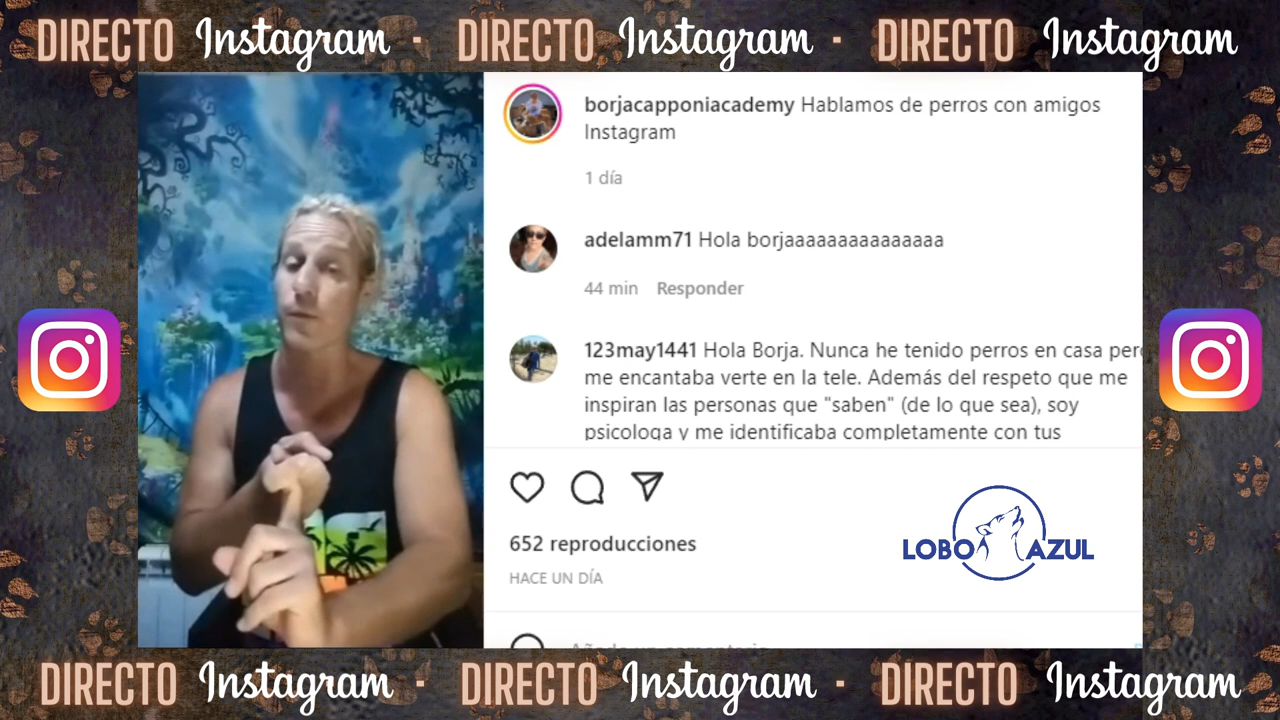 DIRECTO Instagram · DIRECTO Instagram · DIRECTO Instagram
borjacapponiacademy Hablamos de perros con amigos
Instagram
1 día
adelamm71 Hola borjaaaaaaaaaaaaaaa
44 min Responder
123may1441 Hola Borja. Nunca he tenido perros en casa pero
me encantaba verte en la tele. Además del respeto que me
inspiran las personas que "saben" (de lo que sea), soy
psicologa y me identificaba completamente con tus
652 reproducciones
HACE UN DÍA
LOBO AZUL
DIRECTO Instagram · DIRECTO Instagram · DIRECTO Instagram